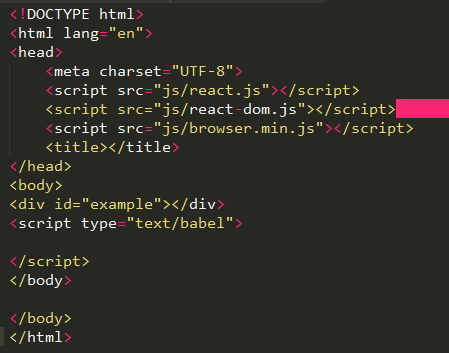 <!DOCTYPE html>
<html lang="en">
<head>
    <meta charset="UTF-8">
    <script src="js/react.js"></script>
    <script src="js/react-dom.js"></script>
    <script src="js/browser.min.js"></script>
    <title></title>
</head>
<body>
<div id="example"></div>
<script type="text/babel">

</script>
</body>

</body>
</html>